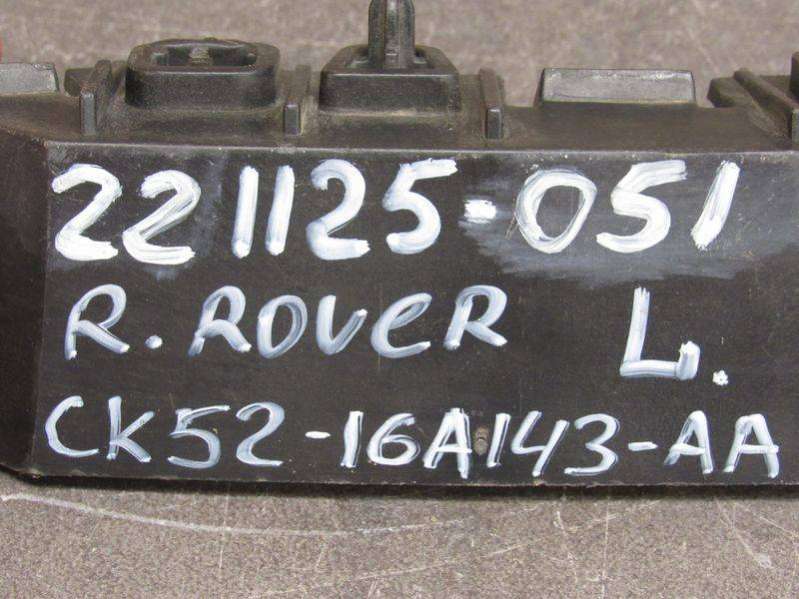 221125-051
R. ROVER L.
CK52-16A143-AA